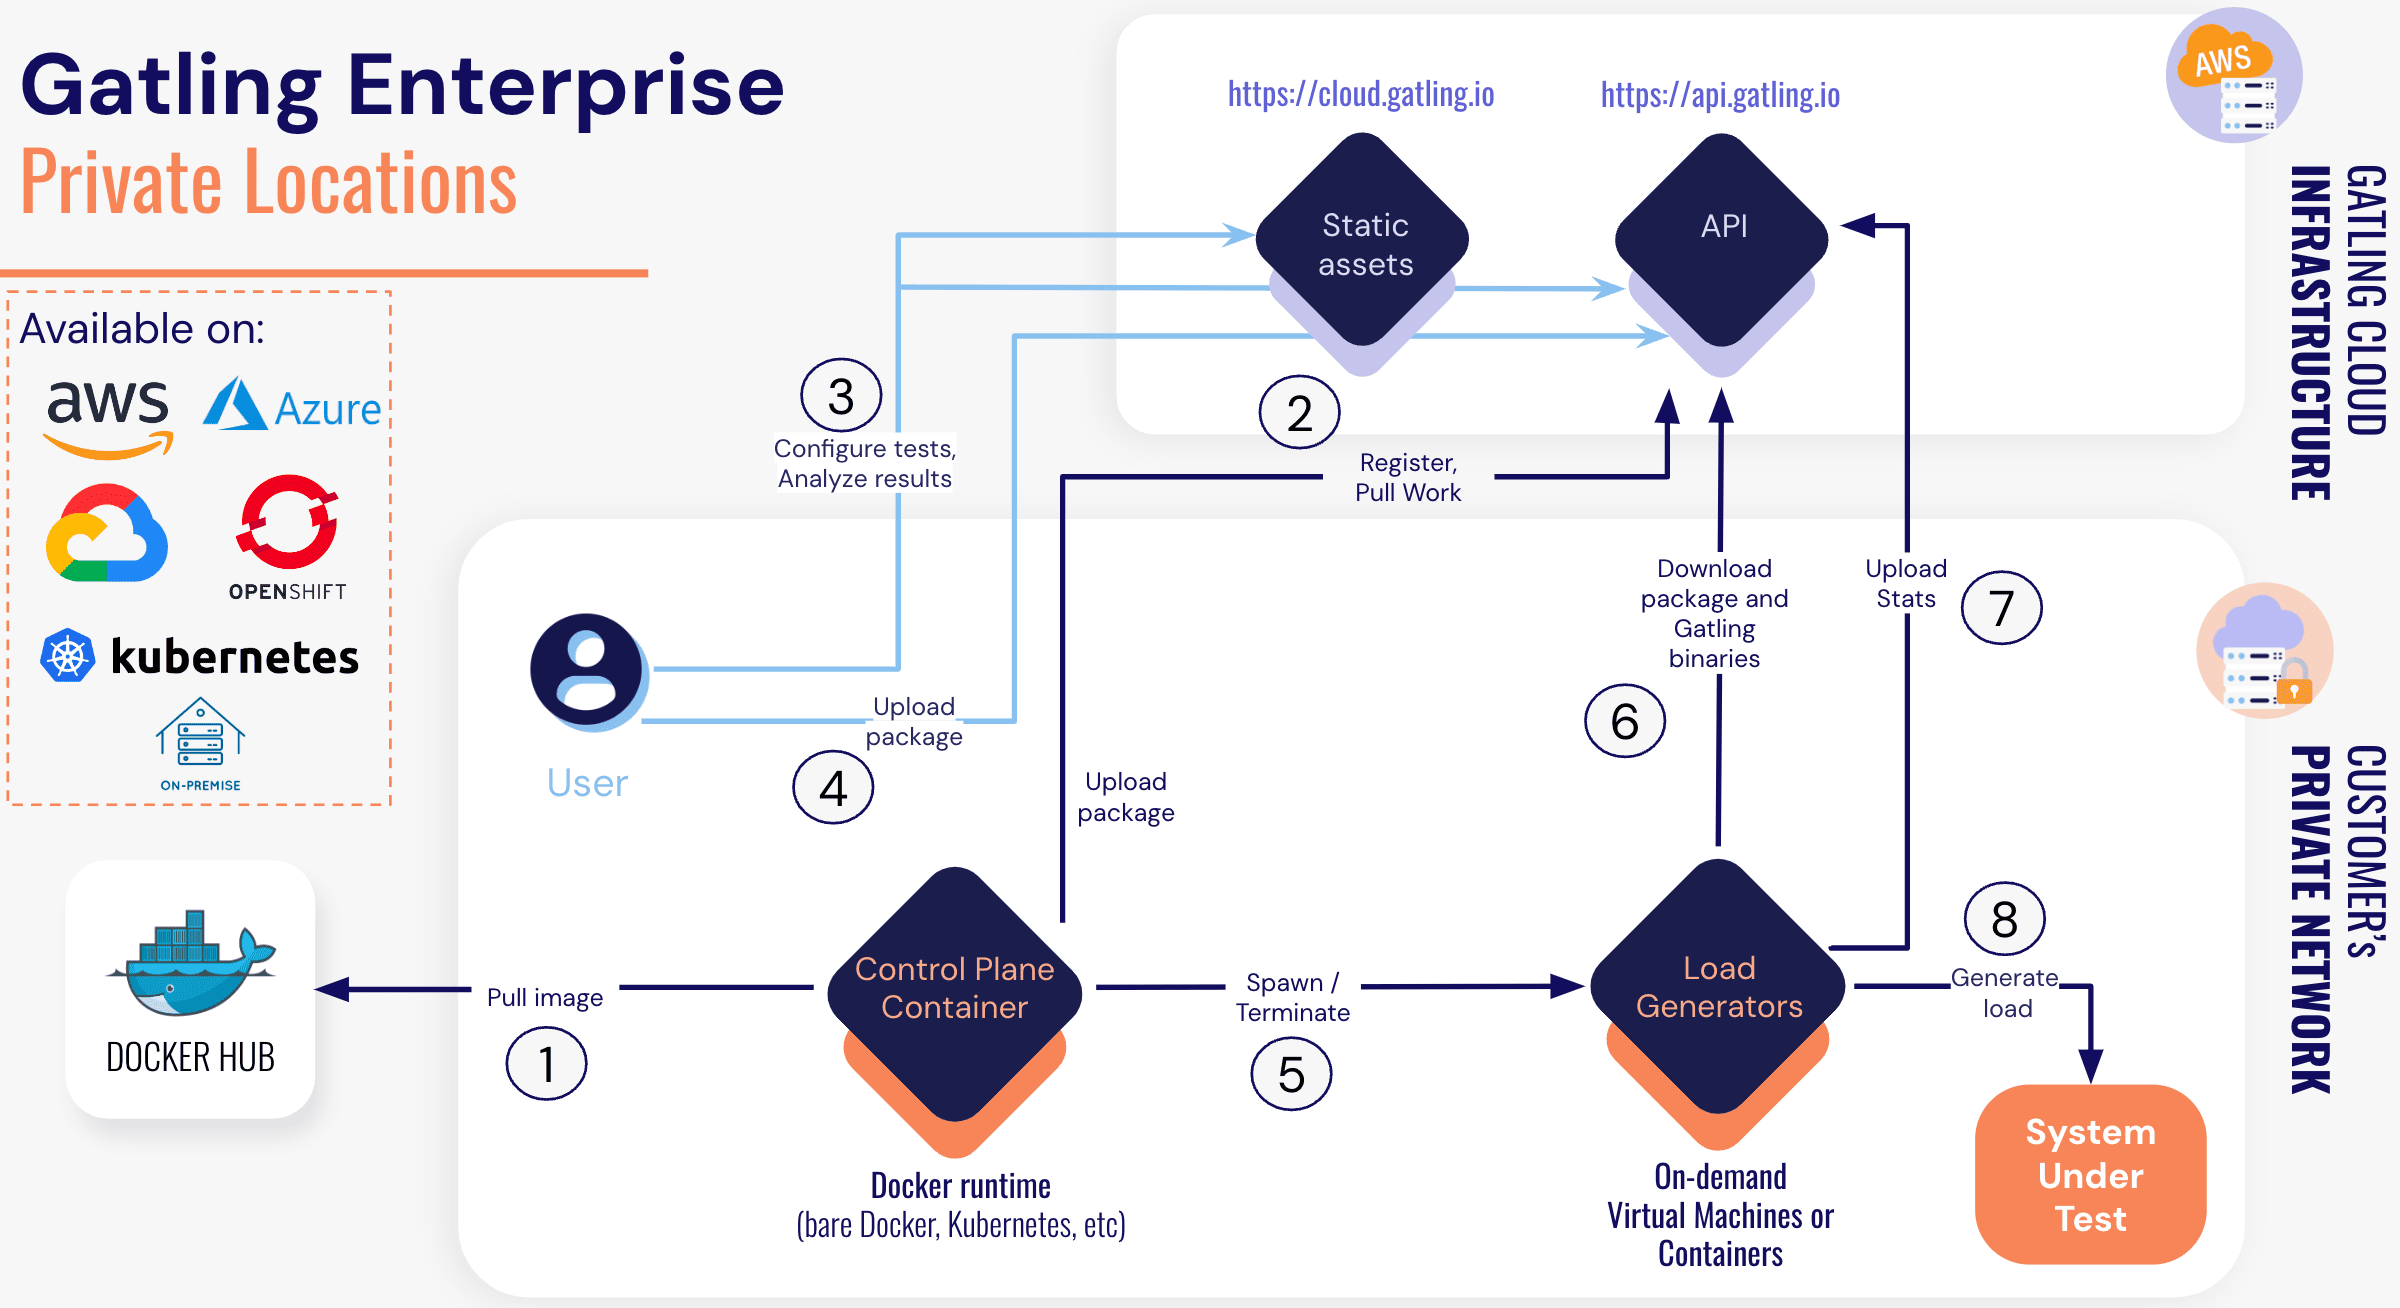 Gatling Enterprise
Private Locations
Available on:
aws
Azure
OPENSHIFT
kubernetes
ON-PREMISE
DOCKER HUB
https://cloud.gatling.io
https://api.gatling.io
AWS
Static
assets
API
GATLING CLOUD
INFRASTRUCTURE
3
Configure tests,
Analyze results
2
Register,
Pull Work
Download
package and
Gatling
binaries
6
Upload
Stats
7
User
Upload
package
4
Upload
package
CUSTOMER's
PRIVATE NETWORK
Pull image
1
Control Plane
Container
Docker runtime
(bare Docker, Kubernetes, etc)
Spawn /
Terminate
5
Load
Generators
On-demand
Virtual Machines or
Containers
8
Generate
load
System
Under
Test